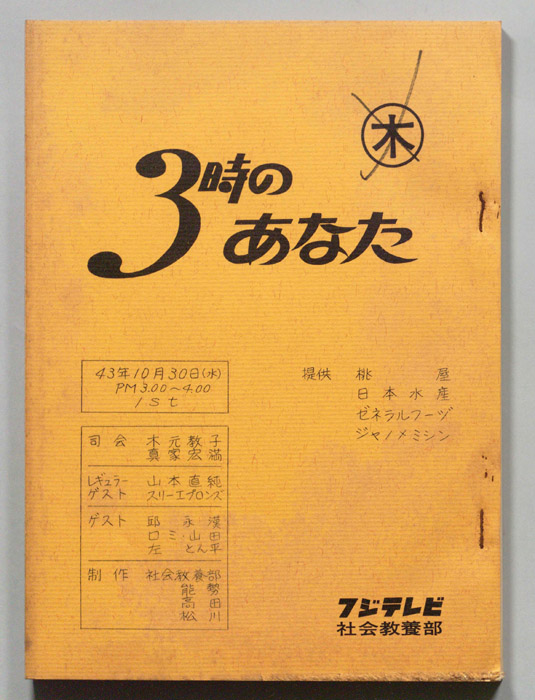 木
3時の
あなた
43年10月30日(水)
PM3.00~4.00
1st
提供 桃屋
日本水産
ゼネラルフーヅ
ジャノメミシン
司会 木元教子
真家宏満
レギュラーゲスト 山本直純
スリーエプロンズ
ゲスト 邱永漢
ロミ・山田
左とん平
制作 社会教養部
能勢
高田
松川
フジテレビ
社会教養部